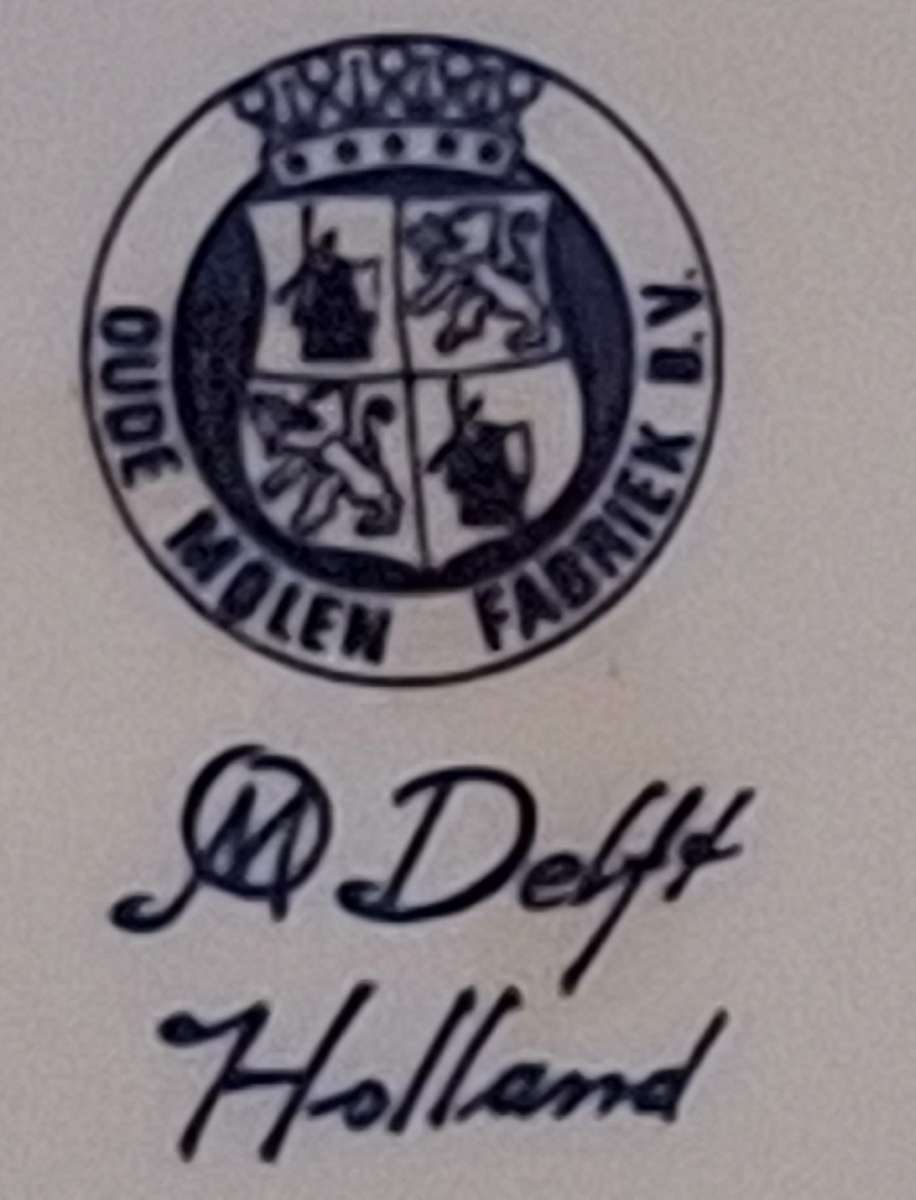 OUDE MOLEN FABRIEK B.V.
OM Delft
Holland